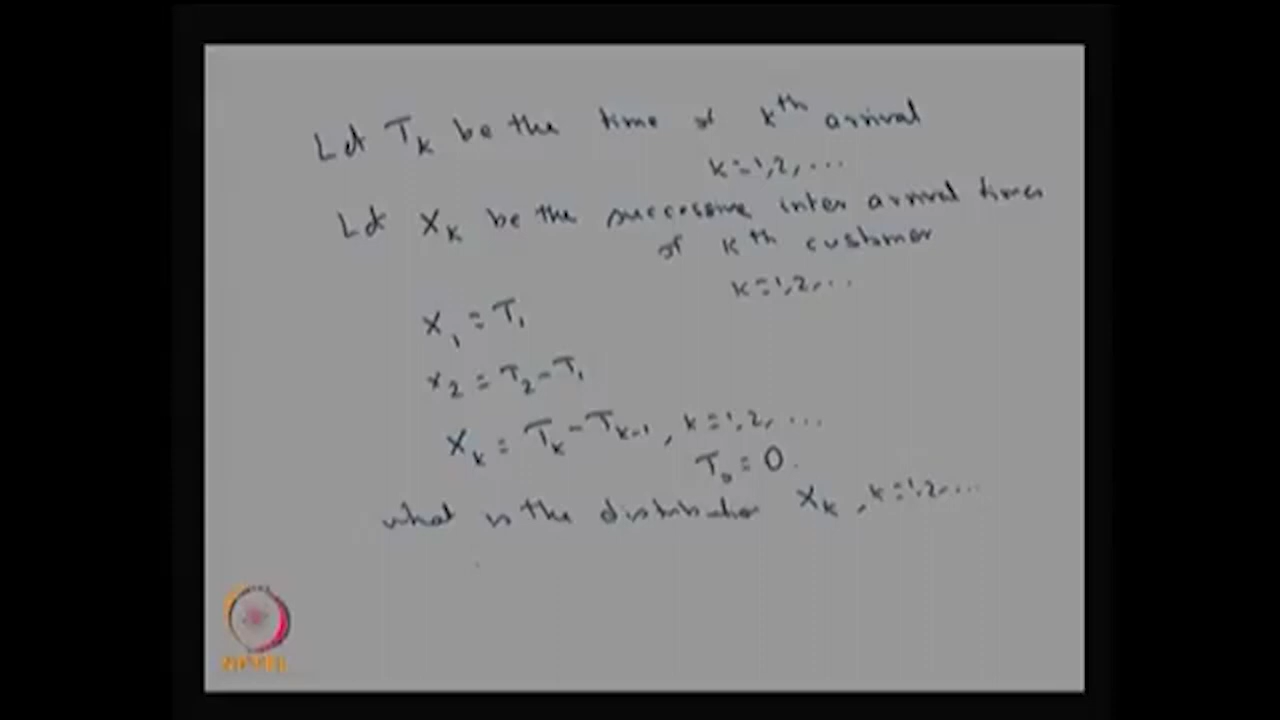 Let T_k be the time of k^th arrival
k=1,2,...
Let X_k be the successive inter arrival times
of k^th customer
k=1,2,...
X_1 = T_1
X_2 = T_2 - T_1
X_k = T_k - T_{k-1}, k=1,2,...
T_0 = 0.
what is the distribution X_k, k=1,2,...
NPTEL